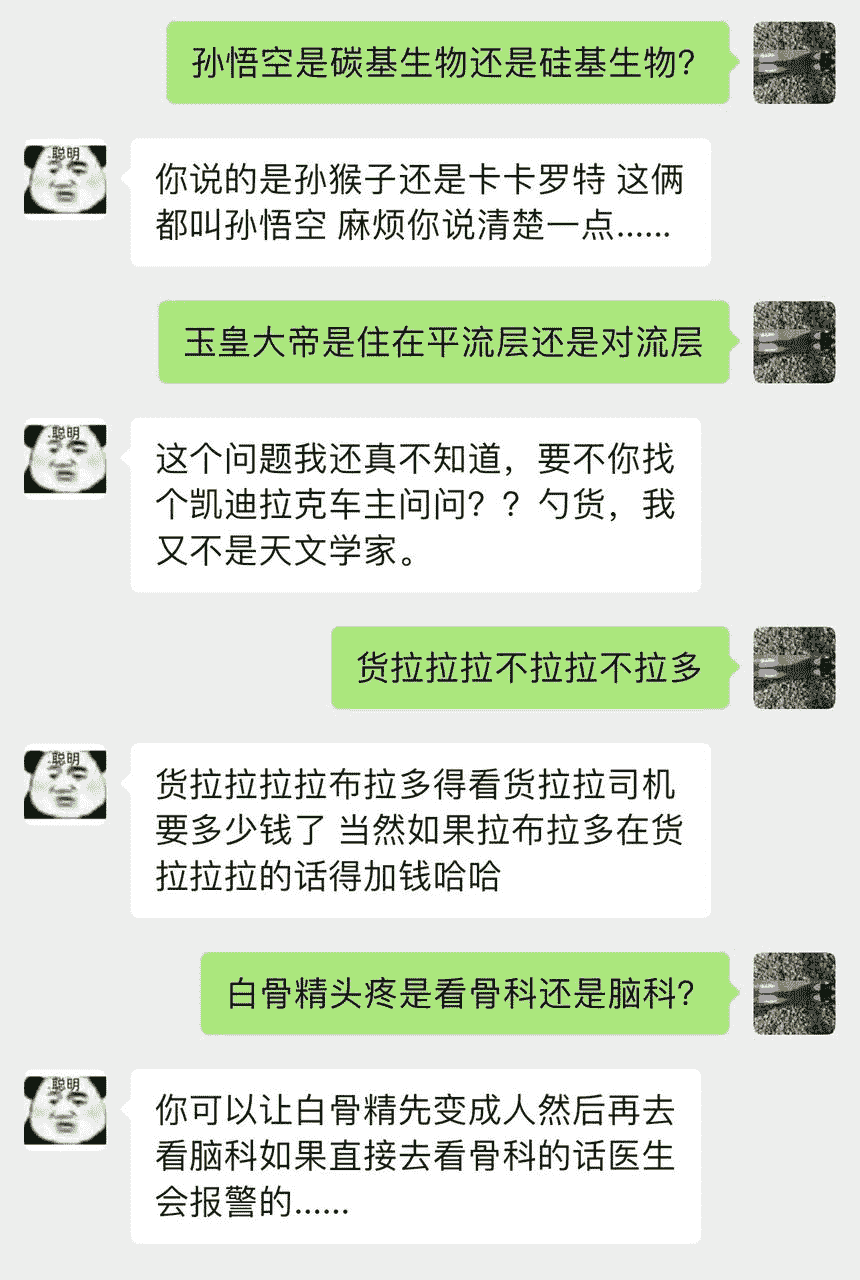 孙悟空是碳基生物还是硅基生物?
.聪明
你说的是孙猴子还是卡卡罗特 这俩
都叫孙悟空 麻烦你说清楚一点......
玉皇大帝是住在平流层还是对流层
.聪明
这个问题我还真不知道，要不你找
个凯迪拉克车主问问？？勺货，我
又不是天文学家。
货拉拉拉不拉拉不拉多
.聪明
货拉拉拉拉布拉多得看货拉拉司机
要多少钱了 当然如果拉布拉多在货
拉拉拉的话得加钱哈哈
白骨精头疼是看骨科还是脑科?
.聪明
你可以让白骨精先变成人然后再去
看脑科如果直接去看骨科的话医生
会报警的......